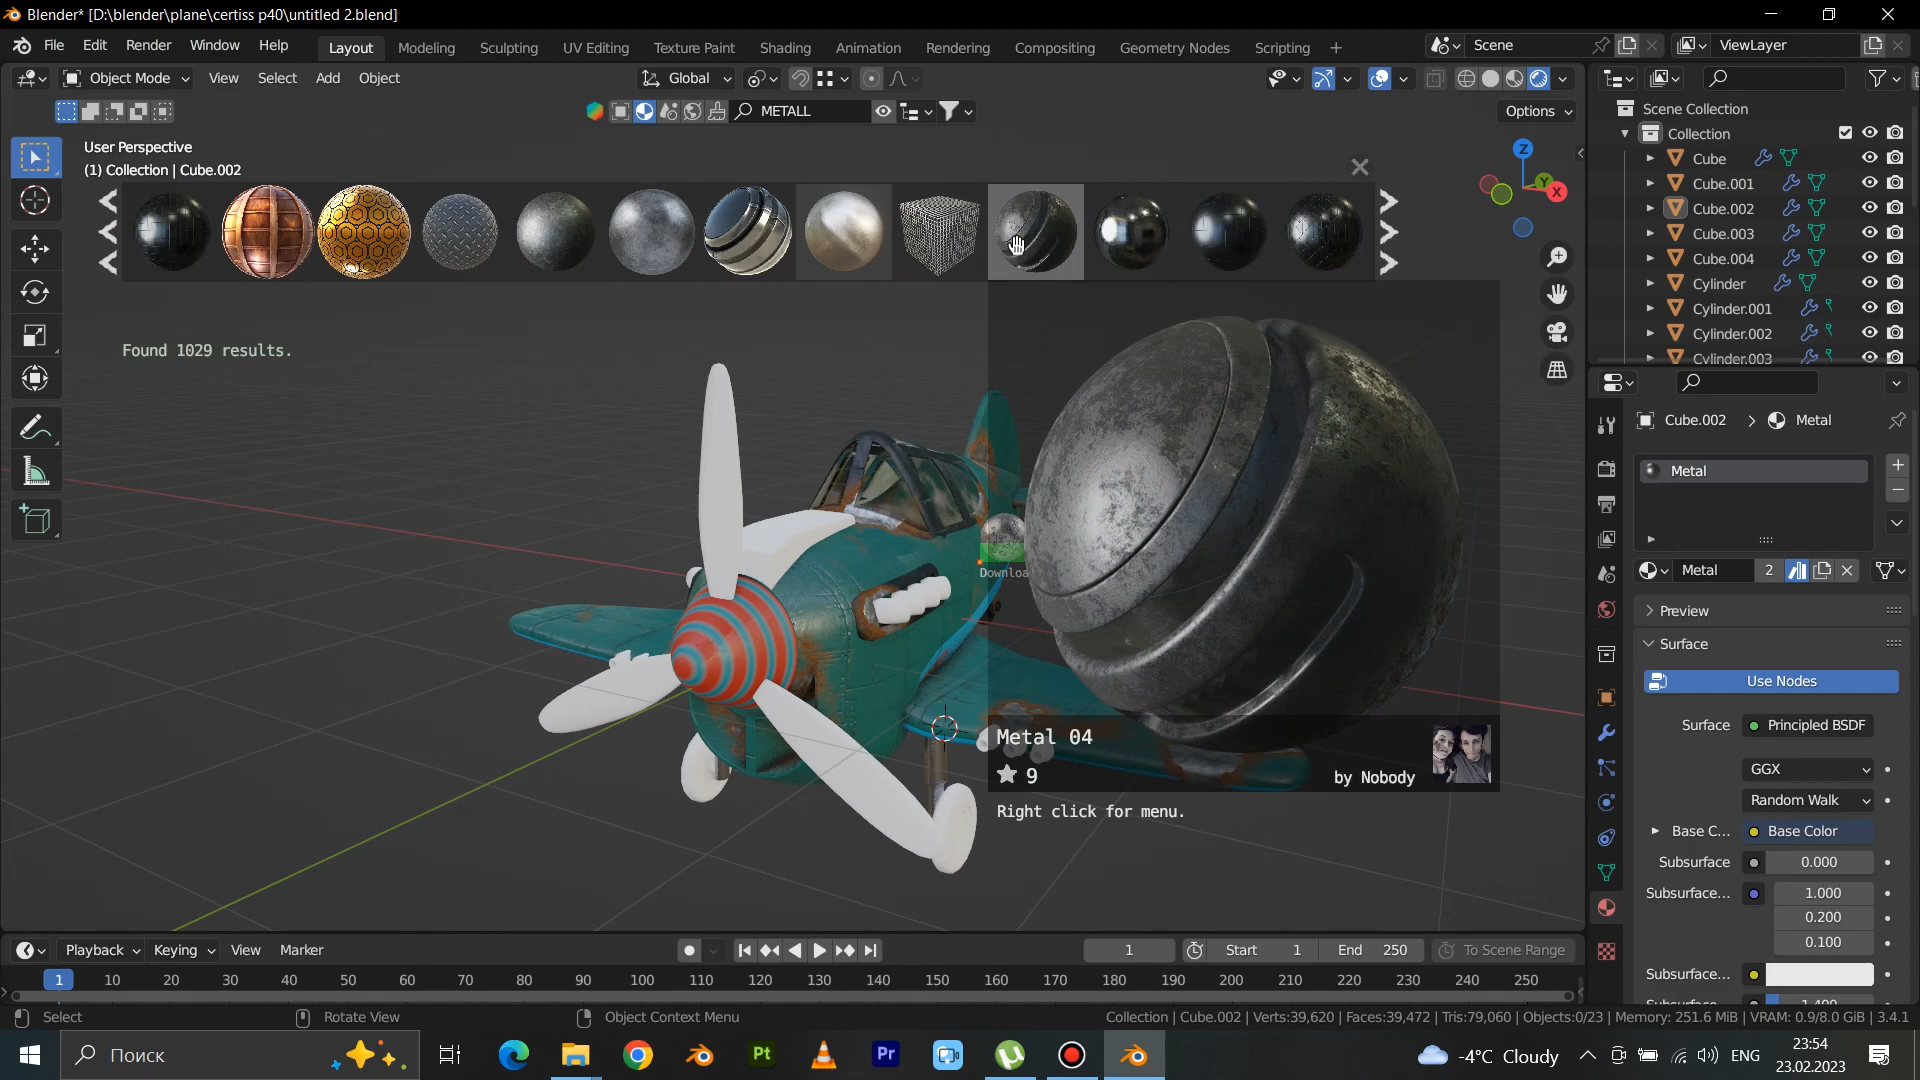 Blender* [D:\blender\plane\certiss p40\untitled 2.blend]
File Edit Render Window Help
Layout Modeling Sculpting UV Editing Texture Paint Shading Animation Rendering Compositing Geometry Nodes Scripting
Scene
ViewLayer
Object Mode View Select Add Object
Global
METALL
Options
Scene Collection
Collection
Cube
Cube.001
Cube.002
Cube.003
Cube.004
Cylinder
Cylinder.001
Cylinder.002
Cylinder.003
User Perspective
(1) Collection | Cube.002
Z
Y
X
Found 1029 results.
Downloa
Metal 04
9
by Nobody
Right click for menu.
Cube.002 > Metal
Metal
Metal 2
Preview
Surface
Use Nodes
Surface Principled BSDF
GGX
Random Walk
Base C... Base Color
Subsurface 0.000
Subsurface... 1.000
0.200
0.100
Subsurface...
Subsurface... 1.400
Playback Keying View Marker
1
Start 1
End 250
To Scene Range
1 10 20 30 40 50 60 70 80 90 100 110 120 130 140 150 160 170 180 190 200 210 220 230 240 250
Select
Rotate View
Object Context Menu
Collection | Cube.002 | Verts:39,620 | Faces:39,472 | Tris:79,060 | Objects:0/23 | Memory: 251.6 MiB | VRAM: 0.9/8.0 GiB | 3.4.1
Поиск
Pt
Pr
-4°C Cloudy
ENG
23:54
23.02.2023